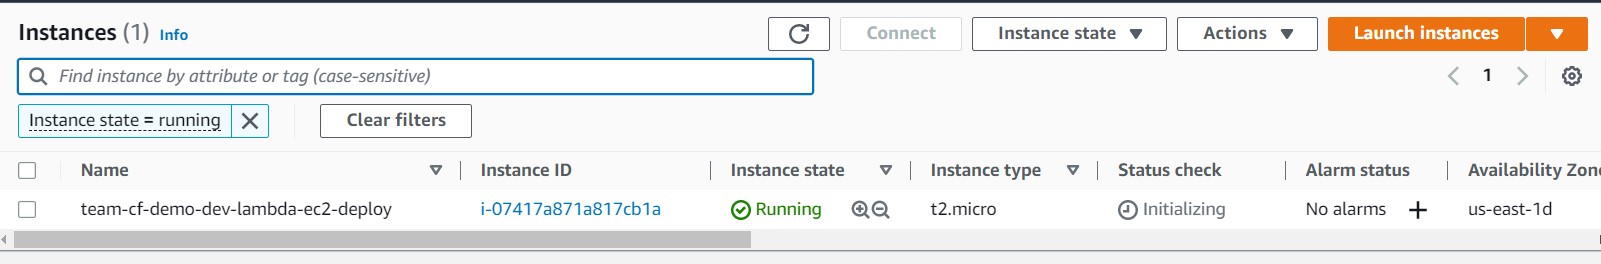 Instances (1) Info Connect Instance state Actions Launch instances
Find instance by attribute or tag (case-sensitive) 1
Instance state = running Clear filters
Name Instance ID Instance state Instance type Status check Alarm status Availability Zon
team-cf-demo-dev-lambda-ec2-deploy i-07417a871a817cb1a Running t2.micro Initializing No alarms us-east-1d